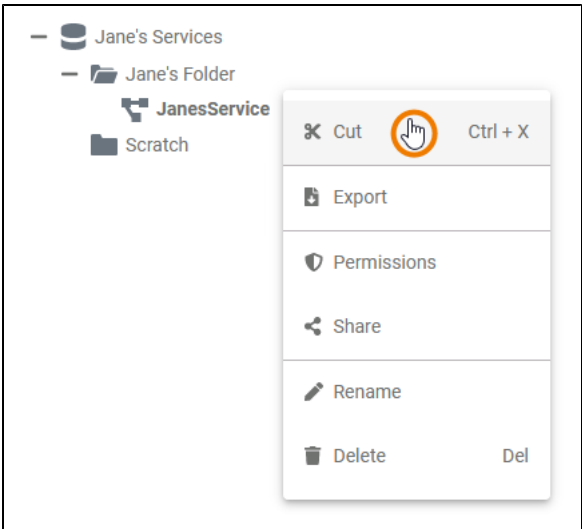 Jane's Services
Jane's Folder
JanesService
Scratch
Cut Ctrl + X
Export
Permissions
Share
Rename
Delete Del